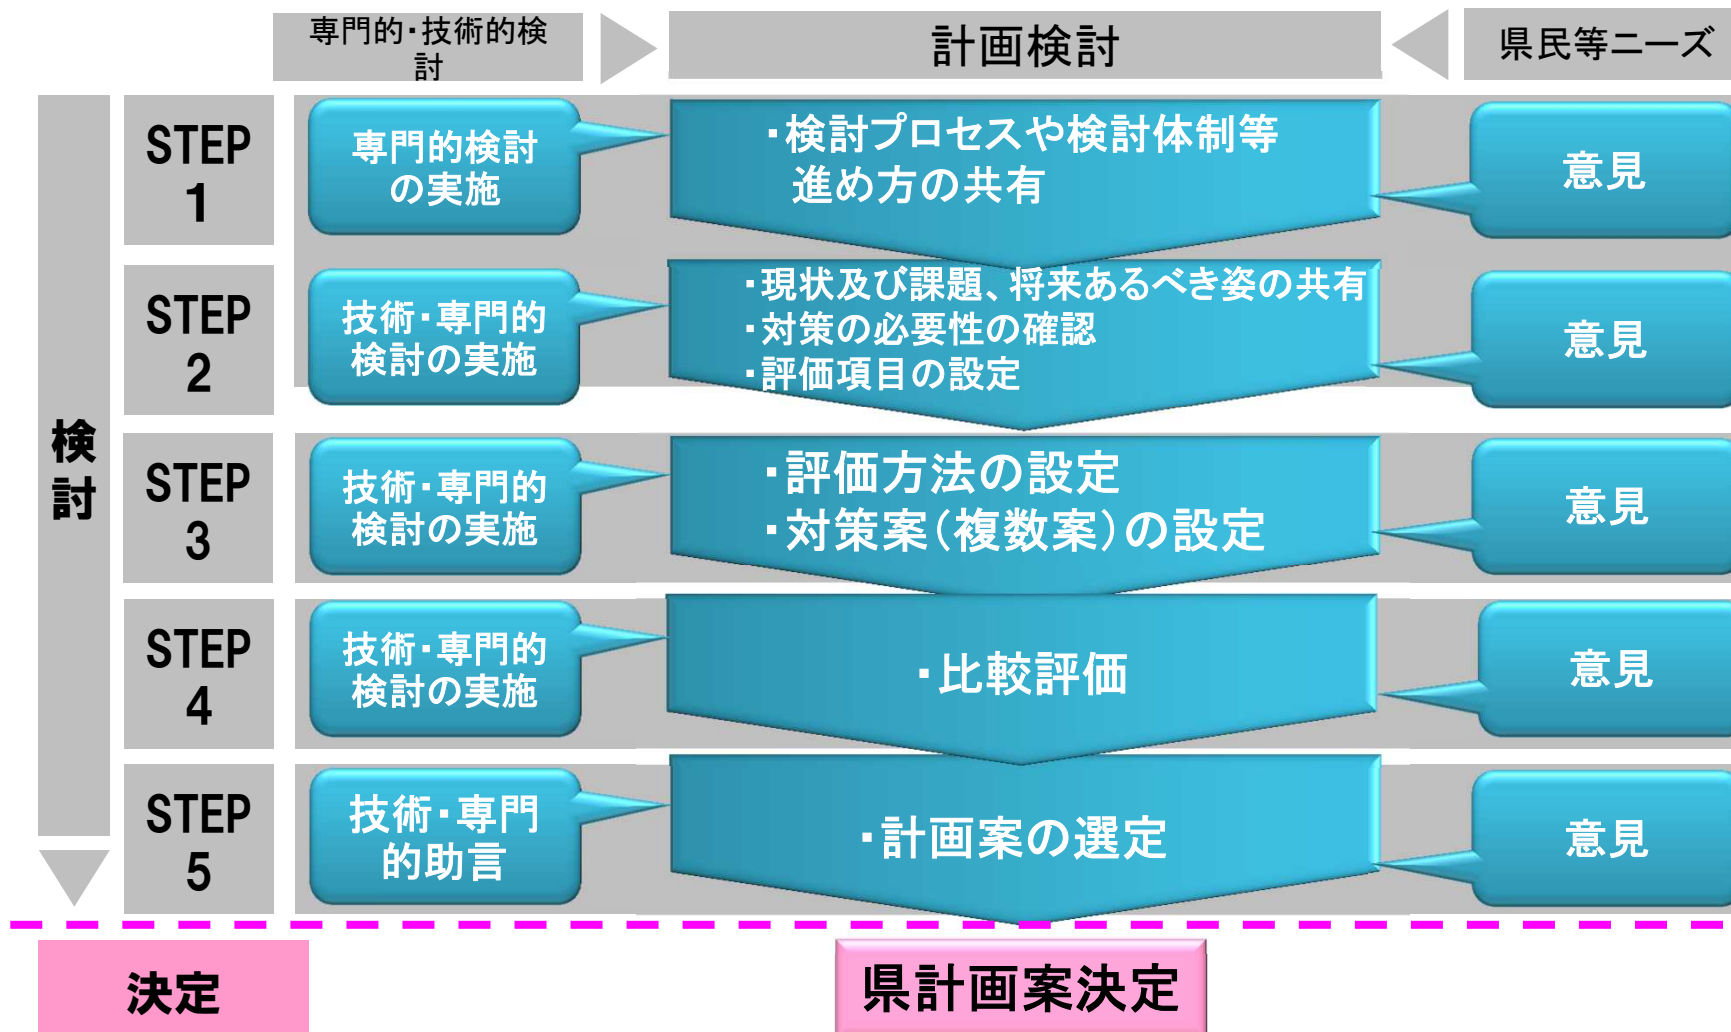 専門的・技術的検
討
計画検討
県民等ニーズ
検
討
STEP
1
専門的検討
の実施
・検討プロセスや検討体制等
進め方の共有
意見
STEP
2
技術・専門的
検討の実施
・現状及び課題、将来あるべき姿の共有
・対策の必要性の確認
・評価項目の設定
意見
STEP
3
技術・専門的
検討の実施
・評価方法の設定
・対策案（複数案）の設定
意見
STEP
4
技術・専門的
検討の実施
・比較評価
意見
STEP
5
技術・専門
的助言
・計画案の選定
意見
決定
県計画案決定